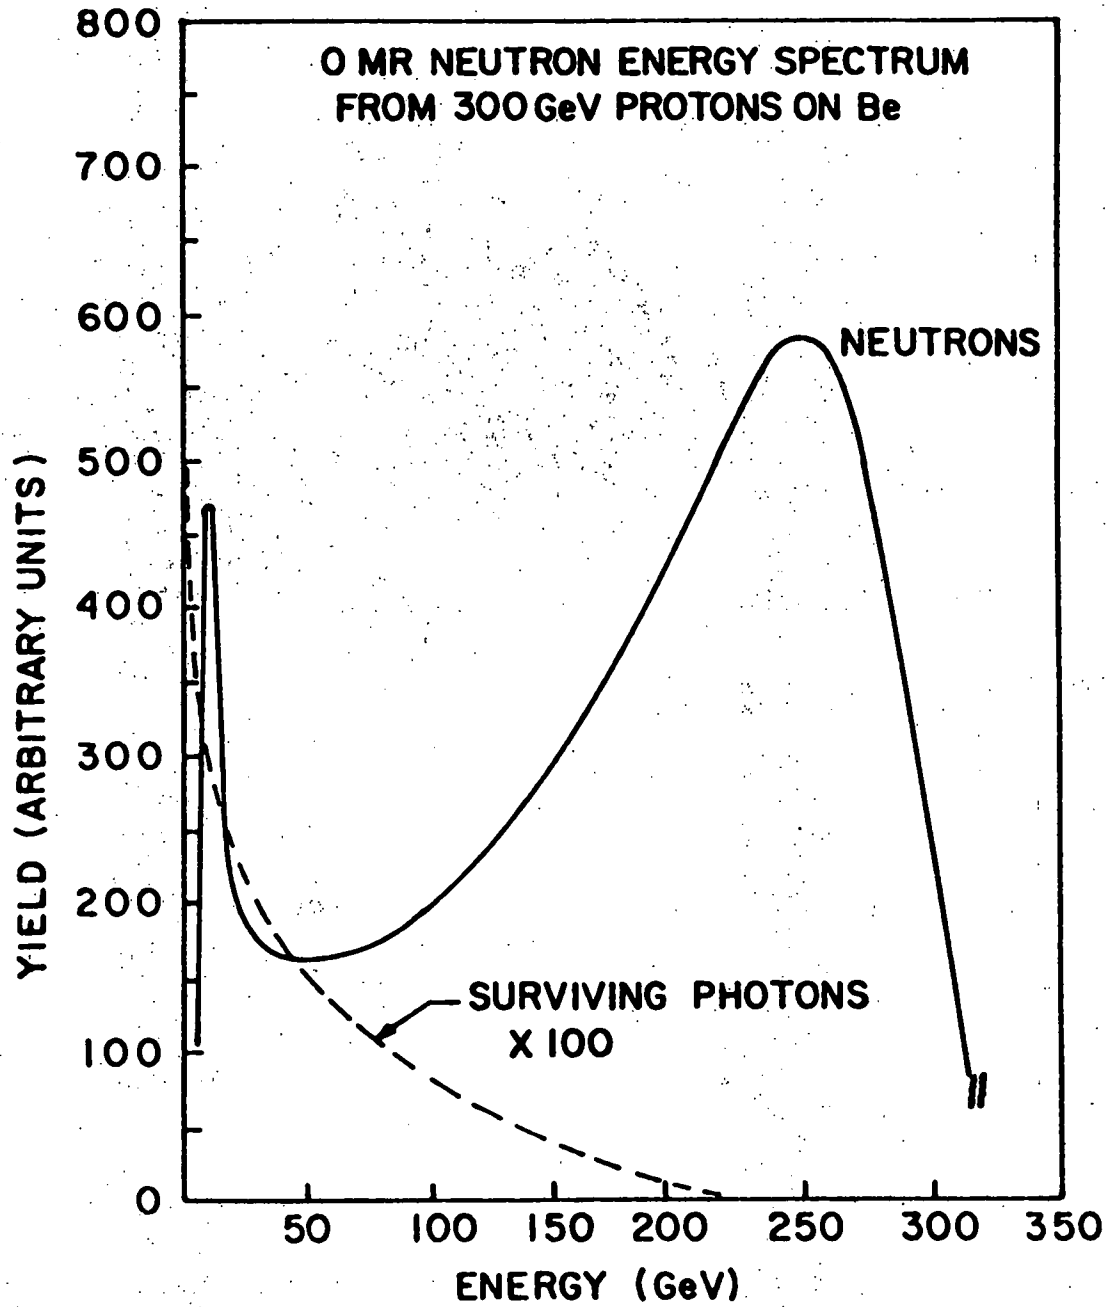 O MR NEUTRON ENERGY SPECTRUM
FROM 300 GeV PROTONS ON Be
800
700
600
500
400
300
200
100
0
YIELD (ARBITRARY UNITS)
NEUTRONS
SURVIVING PHOTONS
X 100
50 100 150 200 250 300 350
ENERGY (GeV)